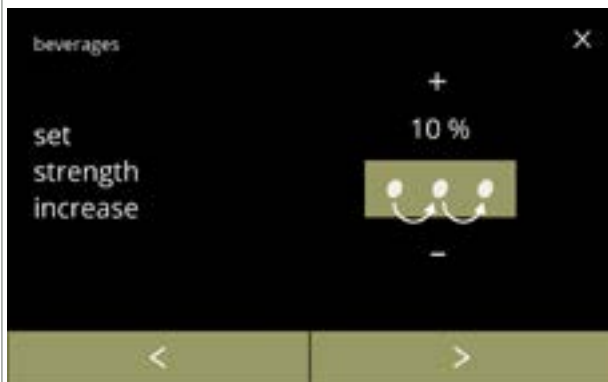 beverages
×
+
10 %
set
strength
increase
−
<
>